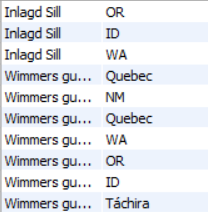 Inlagd Sill OR
Inlagd Sill ID
Inlagd Sill WA
Wimmers gu... Quebec
Wimmers gu... NM
Wimmers gu... Quebec
Wimmers gu... WA
Wimmers gu... OR
Wimmers gu... ID
Wimmers gu... Táchira